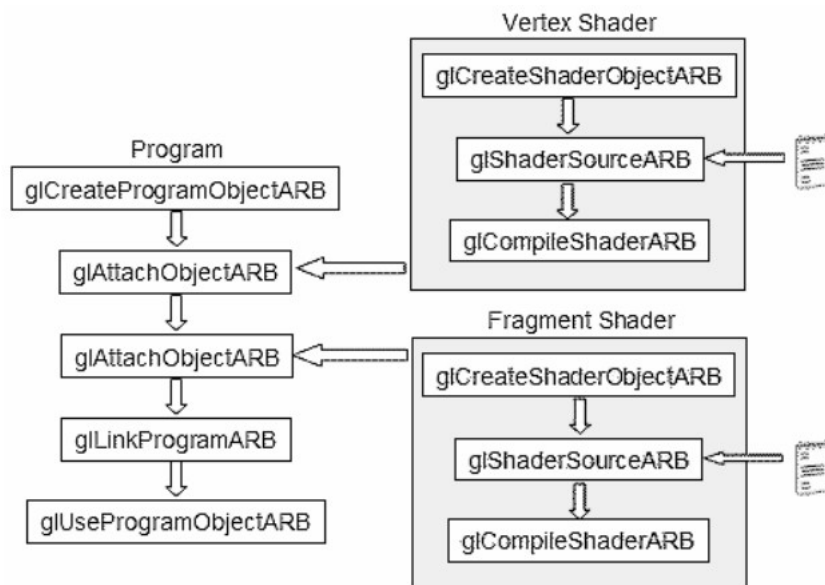 Vertex Shader
glCreateShaderObjectARB
glShaderSourceARB
glCompileShaderARB
Program
glCreateProgramObjectARB
glAttachObjectARB
glAttachObjectARB
glLinkProgramARB
glUseProgramObjectARB
Fragment Shader
glCreateShaderObjectARB
glShaderSourceARB
glCompileShaderARB